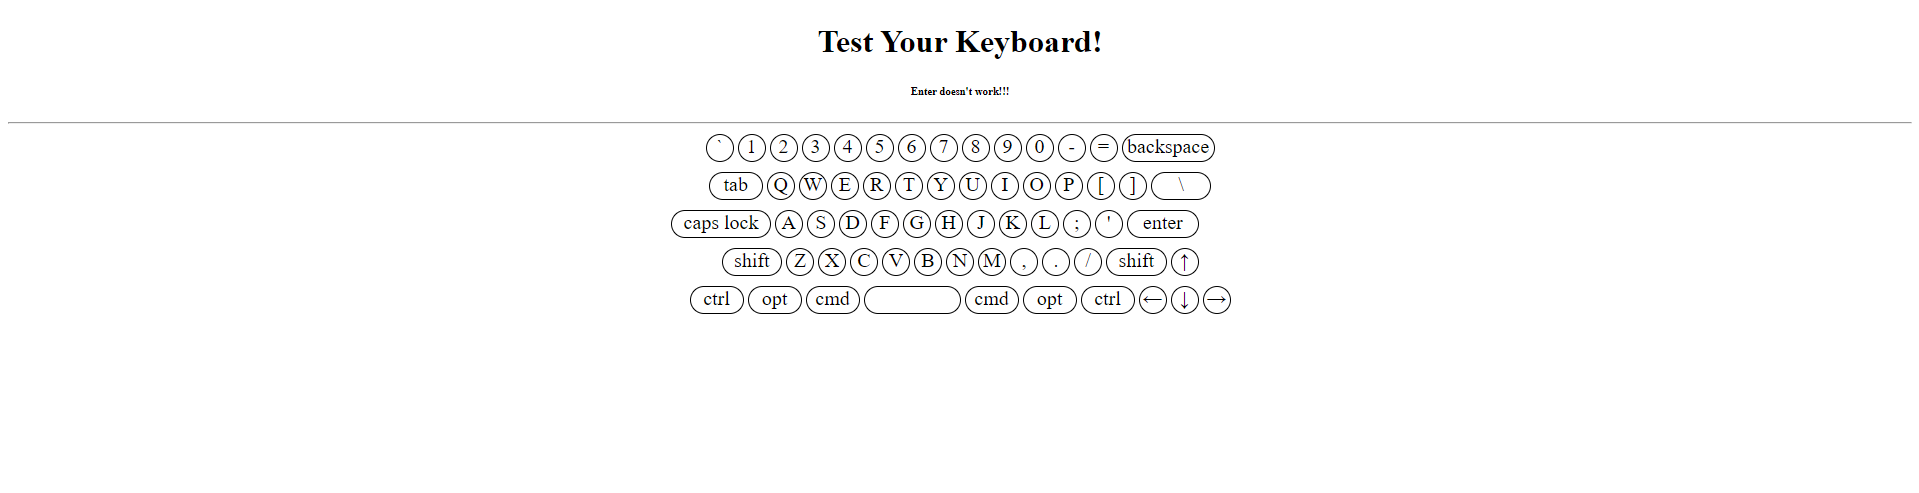 Test Your Keyboard!
Enter doesn't work!!!
` 1 2 3 4 5 6 7 8 9 0 - = backspace
tab Q W E R T Y U I O P [ ] \
caps lock A S D F G H J K L ; ' enter
shift Z X C V B N M , . / shift ↑
ctrl opt cmd cmd opt ctrl ← ↓ →